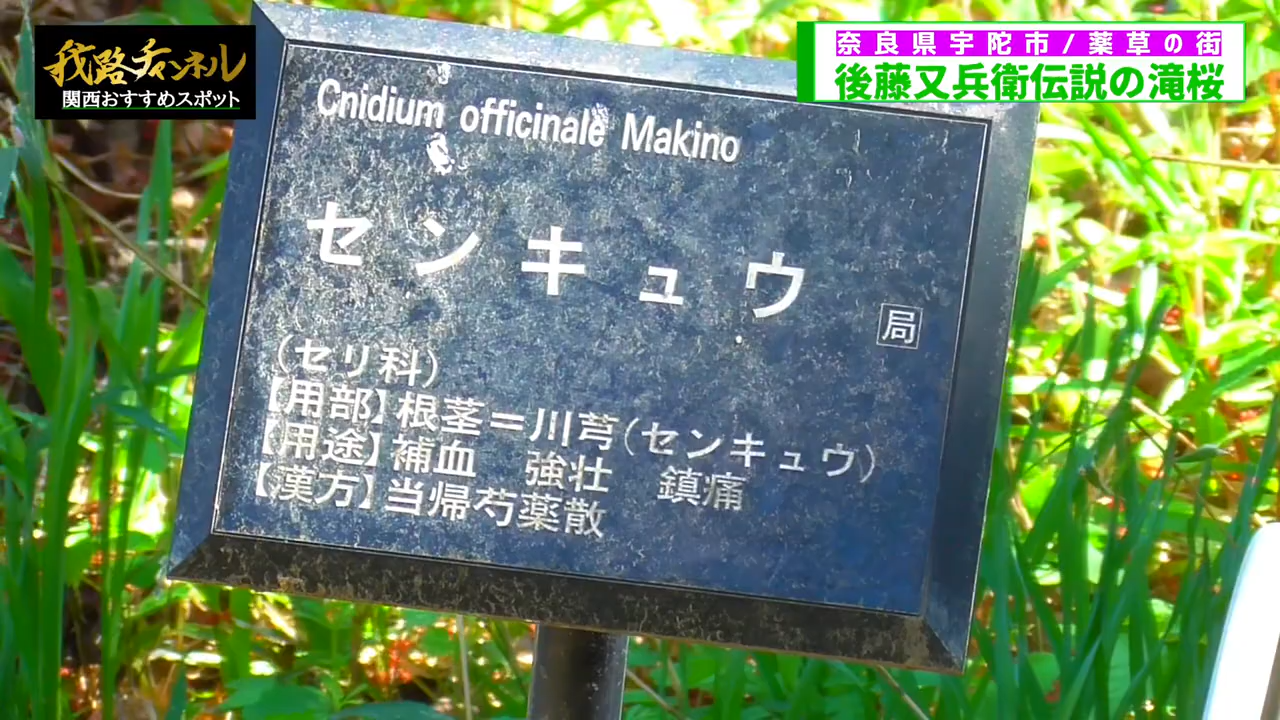 我路チャンネル
関西おすすめスポット
奈良県宇陀市/薬草の街
後藤又兵衛伝説の滝桜
Cnidium officinale Makino
センキュウ
局
(セリ科)
【用部】根茎=川芎(センキュウ)
【用途】補血 強壮 鎮痛
【漢方】当帰芍薬散